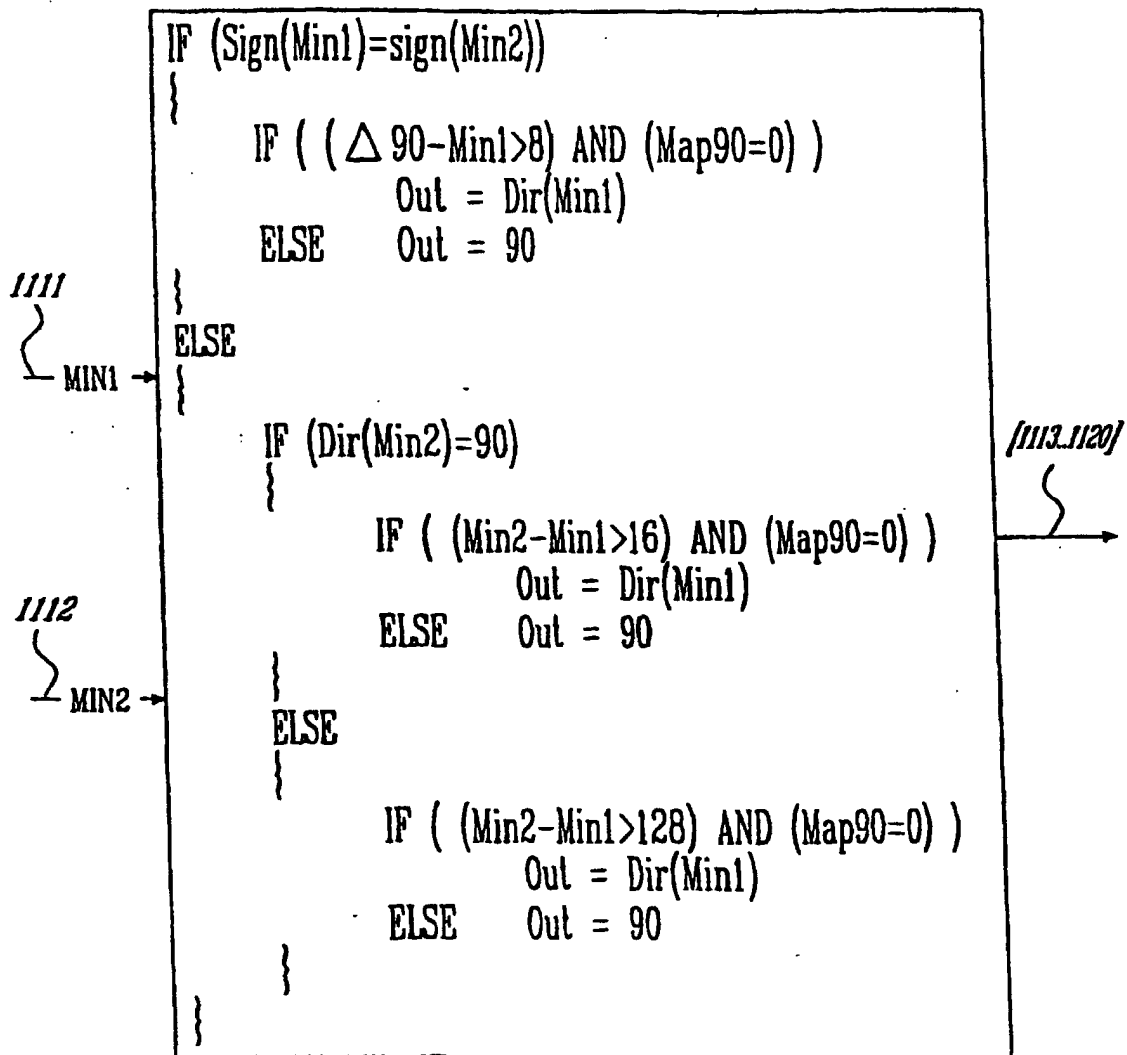 IF (Sign(Min1)=sign(Min2))
{
IF ( (△ 90-Min1>8) AND (Map90=0) )
Out = Dir(Min1)
ELSE Out = 90
}
ELSE
{
1111
MIN1
IF (Dir(Min2)=90)
{
[1113..1120]
IF ( (Min2-Min1>16) AND (Map90=0) )
Out = Dir(Min1)
ELSE Out = 90
1112
}
MIN2
ELSE
{
IF ( (Min2-Min1>128) AND (Map90=0) )
Out = Dir(Min1)
ELSE Out = 90
}
}